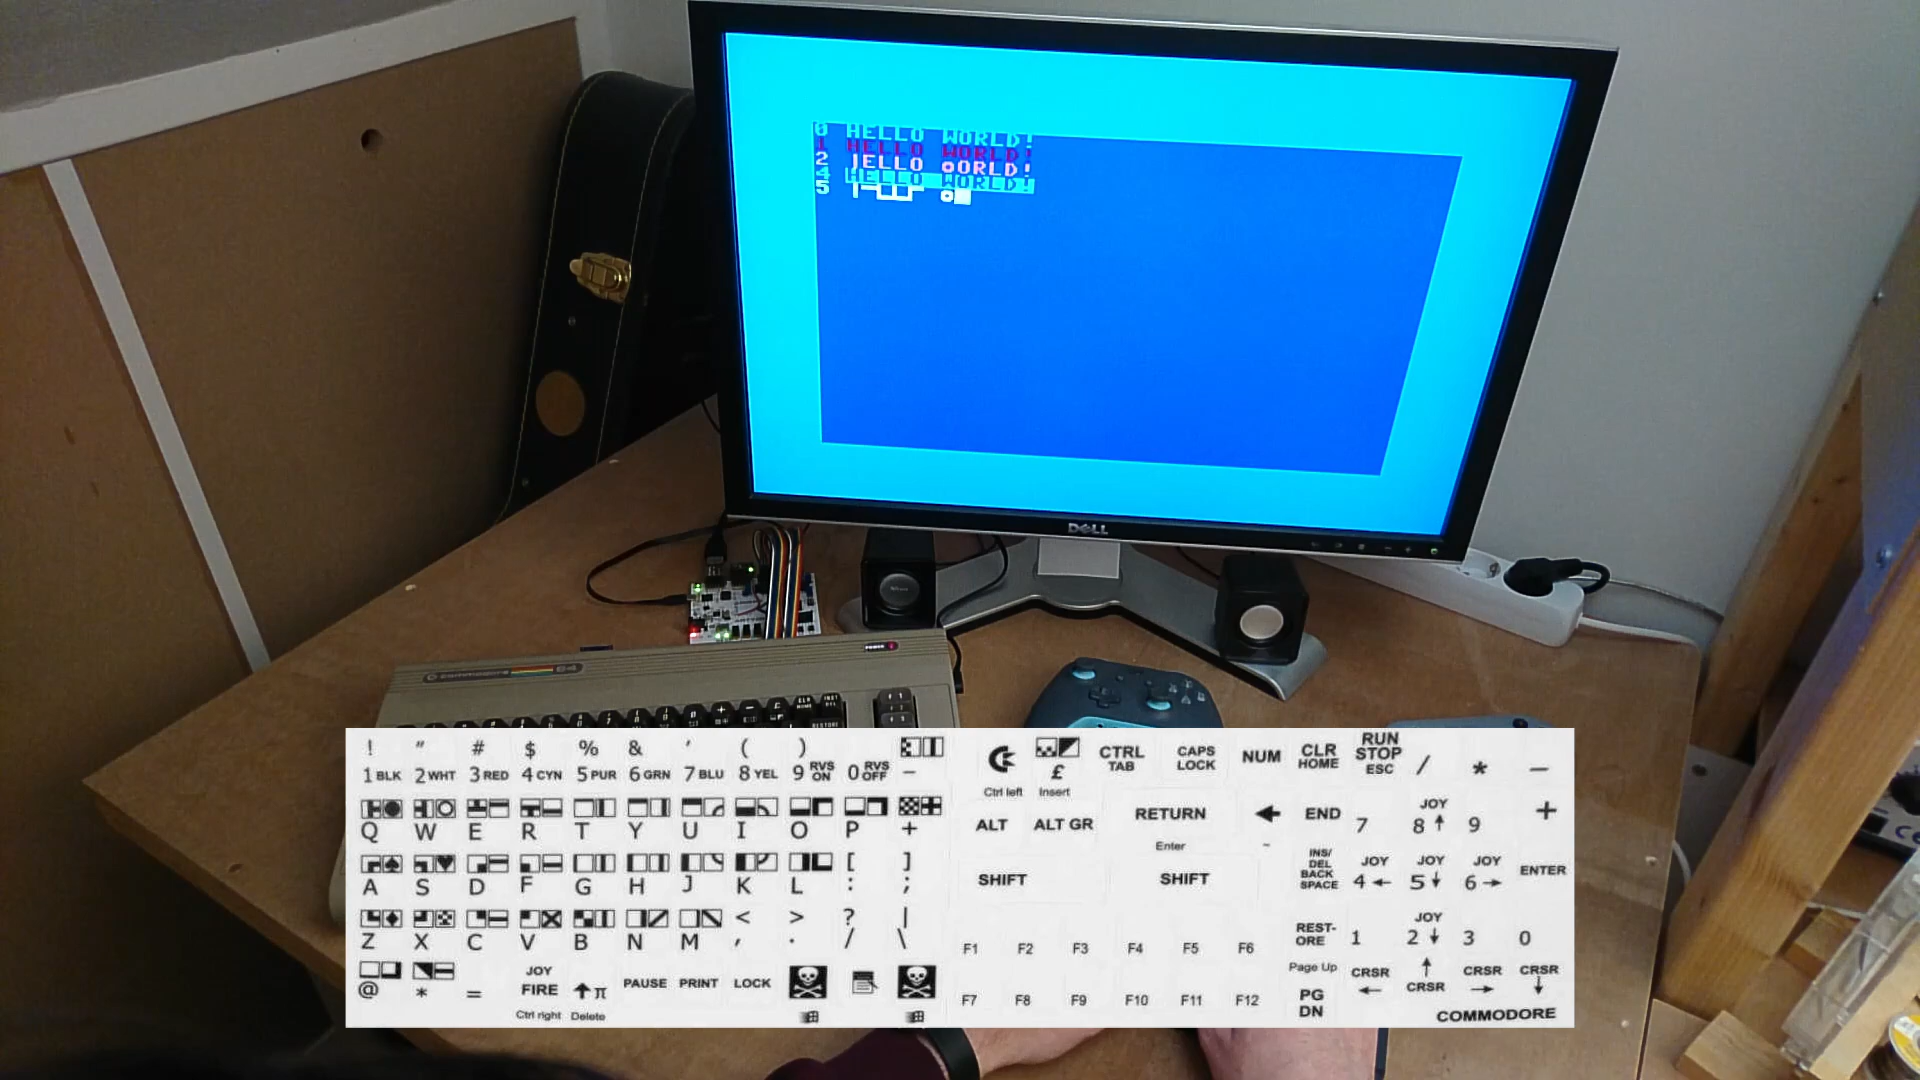 0 HELLO WORLD!
1 HELLO WORLD!
2 ELLO ORLD!
4 HELLO WORLD!
5
DELL
commodore 64
POWER
! " # $ % & ' ( )
1 BLK 2 WHT 3 RED 4 CYN 5 PUR 6 GRN 7 BLU 8 YEL 9 RVS ON 0 RVS OFF -
Q W E R T Y U I O P +
[ ]
A S D F G H J K L : ;
< > ? |
Z X C V B N M , . / \
@ * = JOY FIRE ↑ π PAUSE PRINT LOCK
Ctrl right Delete
£ CTRL TAB CAPS LOCK NUM CLR HOME RUN STOP ESC / * -
Ctrl left Insert
ALT ALT GR RETURN ← END 7 JOY 8 ↑ 9 +
Enter ~
SHIFT SHIFT INS/ DEL BACK SPACE JOY 4 ← JOY 5 ↓ JOY 6 → ENTER
F1 F2 F3 F4 F5 F6 REST- ORE 1 JOY 2 ↓ 3 0
Page Up
F7 F8 F9 F10 F11 F12 PG DN CRSR ← ↑ CRSR CRSR → CRSR ↓
COMMODORE